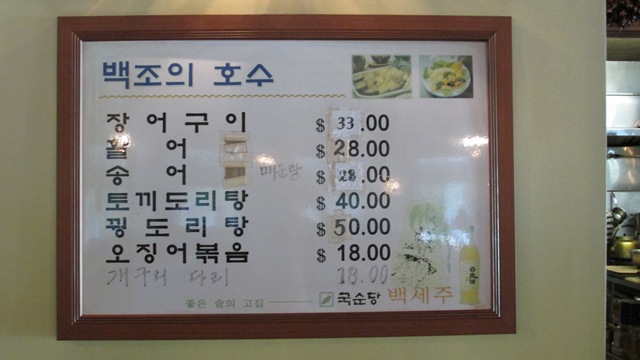 백조의 호수
장어구이 $ 33.00
활어 $ 28.00
송어 매운탕 $ 28.00
토끼도리탕 $ 40.00
꿩도리탕 $ 50.00
오징어볶음 $ 18.00
개구리 다리 18.00
좋은 술의 고집 국순당 백세주